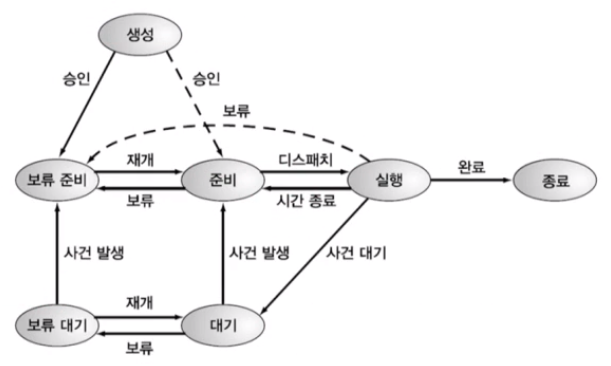 생성
승인
승인
보류
재개
디스패치
완료
보류 준비
준비
실행
종료
보류
시간 종료
사건 발생
사건 발생
사건 대기
재개
보류 대기
대기
보류